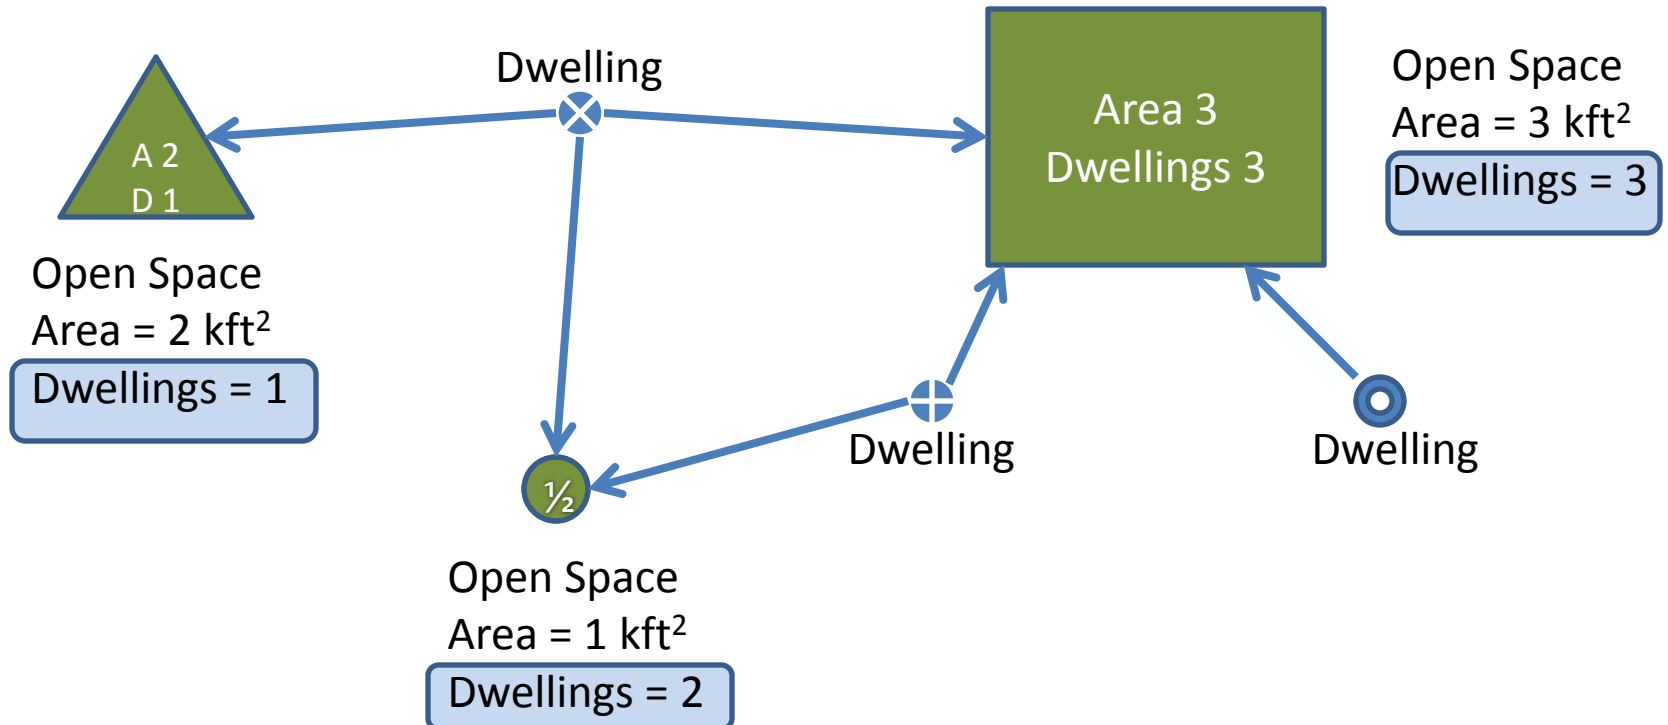 Dwelling
A 2
D 1
Open Space
Area = 2 kft²
Dwellings = 1
Area 3
Dwellings 3
Open Space
Area = 3 kft²
Dwellings = 3
Dwelling
Dwelling
½
Open Space
Area = 1 kft²
Dwellings = 2